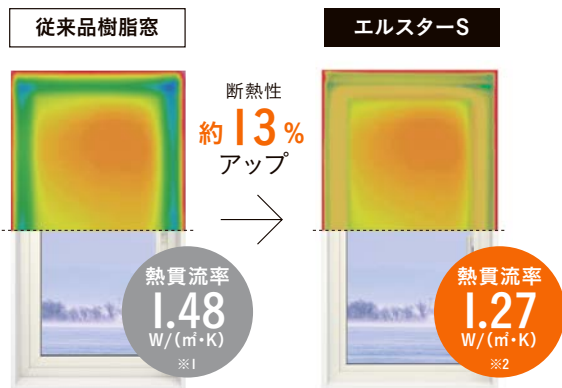 従来品樹脂窓
エルスターS
断熱性
約13%
アップ
熱貫流率
1.48
W/(㎡・K)
※1
熱貫流率
1.27
W/(㎡・K)
※2